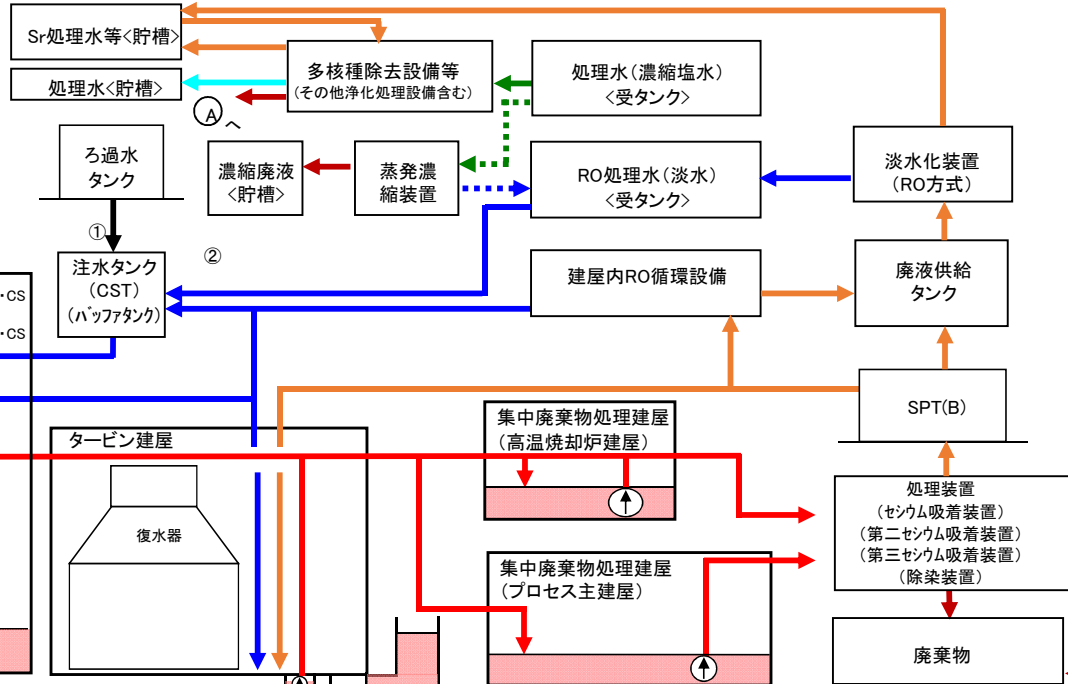 Sr処理水等<貯槽>
処理水<貯槽>
多核種除去設備等
(その他浄化処理設備含む)
Aへ
処理水(濃縮塩水)
<受タンク>
ろ過水
タンク
濃縮廃液
<貯槽>
蒸発濃
縮装置
RO処理水(淡水)
<受タンク>
淡水化装置
(RO方式)
①
②
注水タンク
(CST)
(バッファタンク)
・CS
・CS
建屋内RO循環設備
廃液供給
タンク
SPT(B)
タービン建屋
復水器
集中廃棄物処理建屋
(高温焼却炉建屋)
集中廃棄物処理建屋
(プロセス主建屋)
処理装置
(セシウム吸着装置)
(第二セシウム吸着装置)
(第三セシウム吸着装置)
(除染装置)
廃棄物